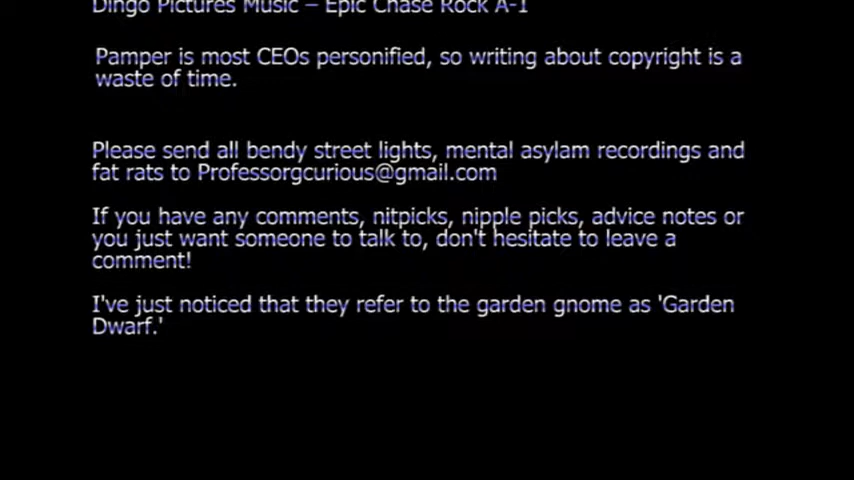 Dingo Pictures Music – Epic Chase Rock A-1
Pamper is most CEOs personified, so writing about copyright is a
waste of time.
Please send all bendy street lights, mental asylam recordings and
fat rats to Professorgcurious@gmail.com
If you have any comments, nitpicks, nipple picks, advice notes or
you just want someone to talk to, don't hesitate to leave a
comment!
I've just noticed that they refer to the garden gnome as 'Garden
Dwarf.'